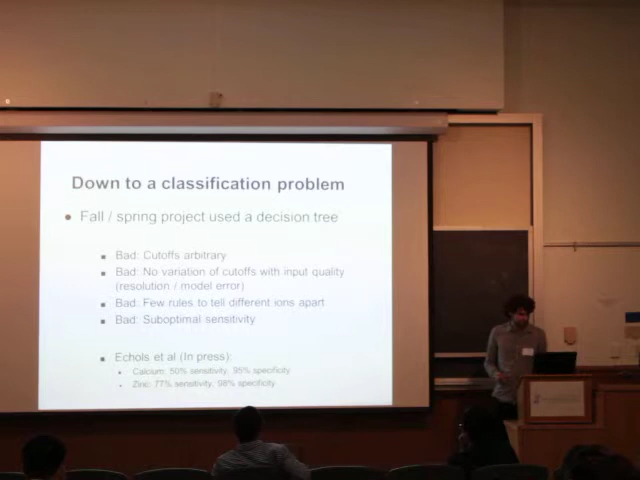 Down to a classification problem
Fall / spring project used a decision tree
Bad: Cutoffs arbitrary
Bad: No variation of cutoffs with input quality
(resolution / model error)
Bad: Few rules to tell different ions apart
Bad: Suboptimal sensitivity
Echols et al (In press):
Calcium: 50% sensitivity, 95% specificity
Zinc: 77% sensitivity, 98% specificity